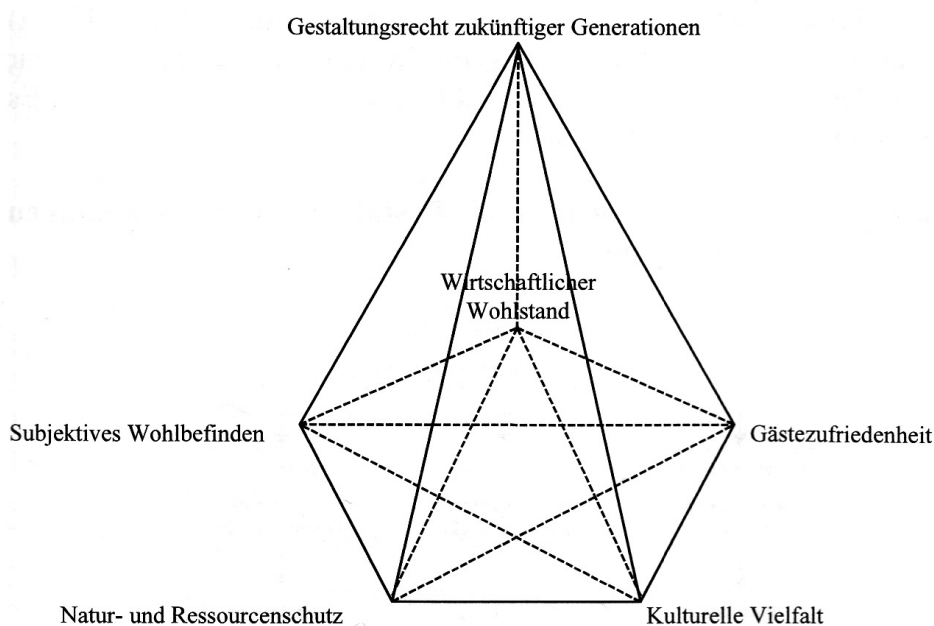 Gestaltungsrecht zukünftiger Generationen
Wirtschaftlicher
Wohlstand
Subjektives Wohlbefinden
Gästezufriedenheit
Natur- und Ressourcenschutz
Kulturelle Vielfalt